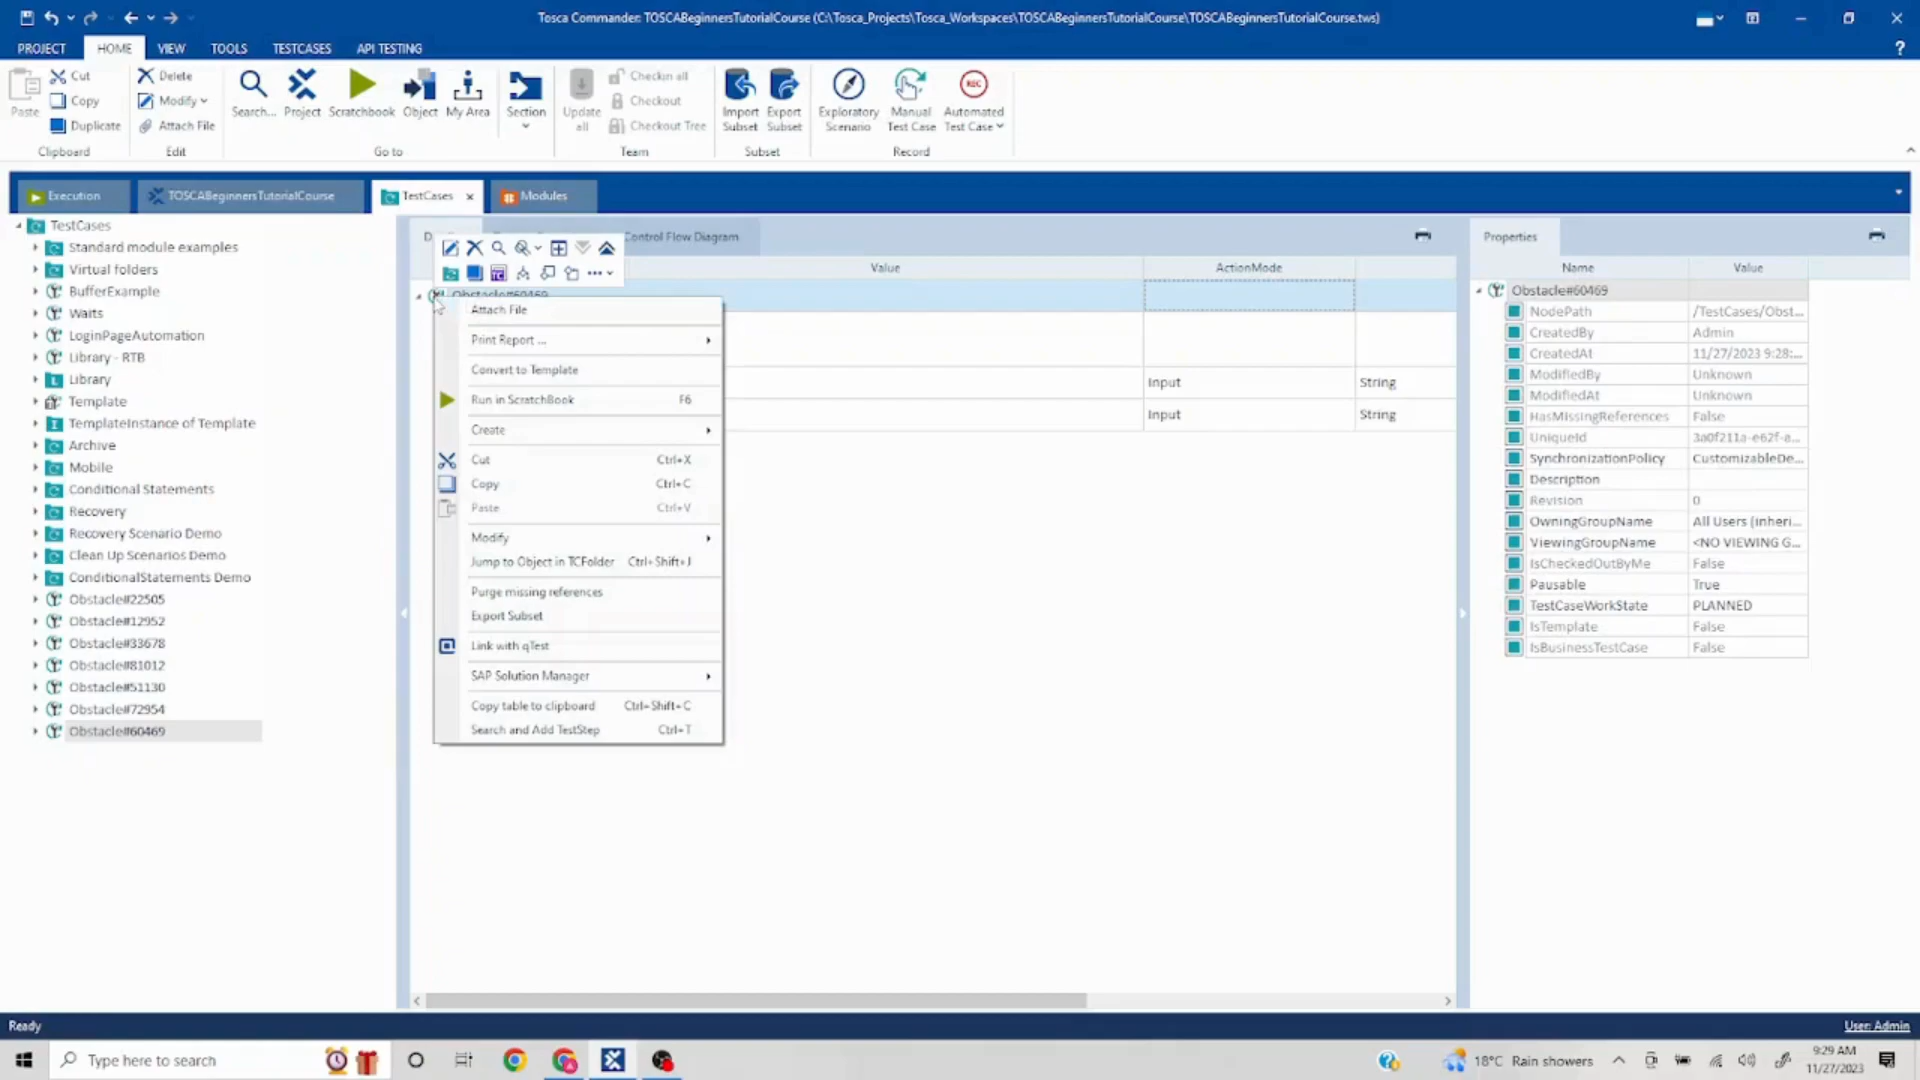 Tosca Commander: TOSCABeginnersTutorialCourse (C:\Tosca_Projects\Tosca_Workspaces\TOSCABeginnersTutorialCourse\TOSCABeginnersTutorialCourse.tws)
PROJECT HOME VIEW TOOLS TESTCASES API TESTING ?
Paste Cut Copy Duplicate
Clipboard
Delete
Modify
Attach File
Edit
Search... Project Scratchbook Object My Area Section
Go to
Update all Checkin all Checkout Checkout Tree
Team
Import Subset Export Subset
Subset
Exploratory Scenario Manual Test Case REC Automated Test Case
Record
Execution TOSCABeginnersTutorialCourse TestCases × Modules
TestCases
Standard module examples
Virtual folders
BufferExample
Waits
LoginPageAutomation
Library - RTB
Library
Template
TemplateInstance of Template
Archive
Mobile
Conditional Statements
Recovery
Recovery Scenario Demo
Clean Up Scenarios Demo
ConditionalStatements Demo
Obstacle#22505
Obstacle#12952
Obstacle#33678
Obstacle#81012
Obstacle#51130
Obstacle#72954
Obstacle#60469
Control Flow Diagram
Value ActionMode
Obstacle#60469
Input String
Input String
Attach File
Print Report ...
Convert to Template
Run in ScratchBook F6
Create
Cut Ctrl+X
Copy Ctrl+C
Paste Ctrl+V
Modify
Jump to Object in TCFolder Ctrl+Shift+J
Purge missing references
Export Subset
Link with qTest
SAP Solution Manager
Copy table to clipboard Ctrl+Shift+C
Search and Add TestStep Ctrl+T
Properties
Name Value
Obstacle#60469
NodePath /TestCases/Obst...
CreatedBy Admin
CreatedAt 11/27/2023 9:28:...
ModifiedBy Unknown
ModifiedAt Unknown
HasMissingReferences False
UniqueId 3a0f211a-e62f-a...
SynchronizationPolicy CustomizableDe...
Description
Revision 0
OwningGroupName All Users (inheri...
ViewingGroupName <NO VIEWING G...
IsCheckedOutByMe False
Pausable True
TestCaseWorkState PLANNED
IsTemplate False
IsBusinessTestCase False
Ready User: Admin
Type here to search 18°C Rain showers 9:29 AM
11/27/2023